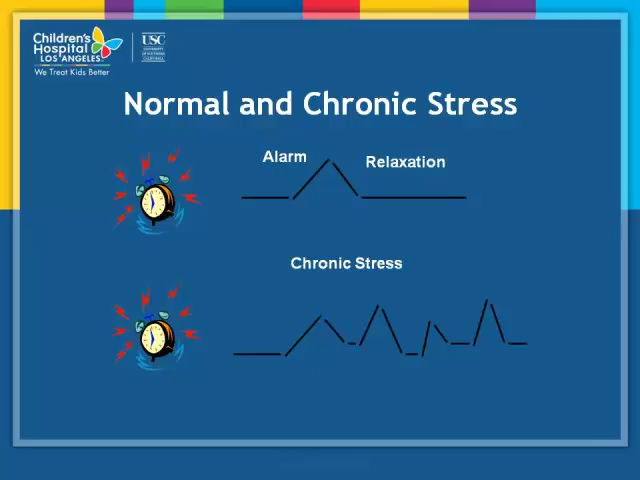 Children's
Hospital
LOS ANGELES
We Treat Kids Better
USC
Normal and Chronic Stress
Alarm
Relaxation
Chronic Stress